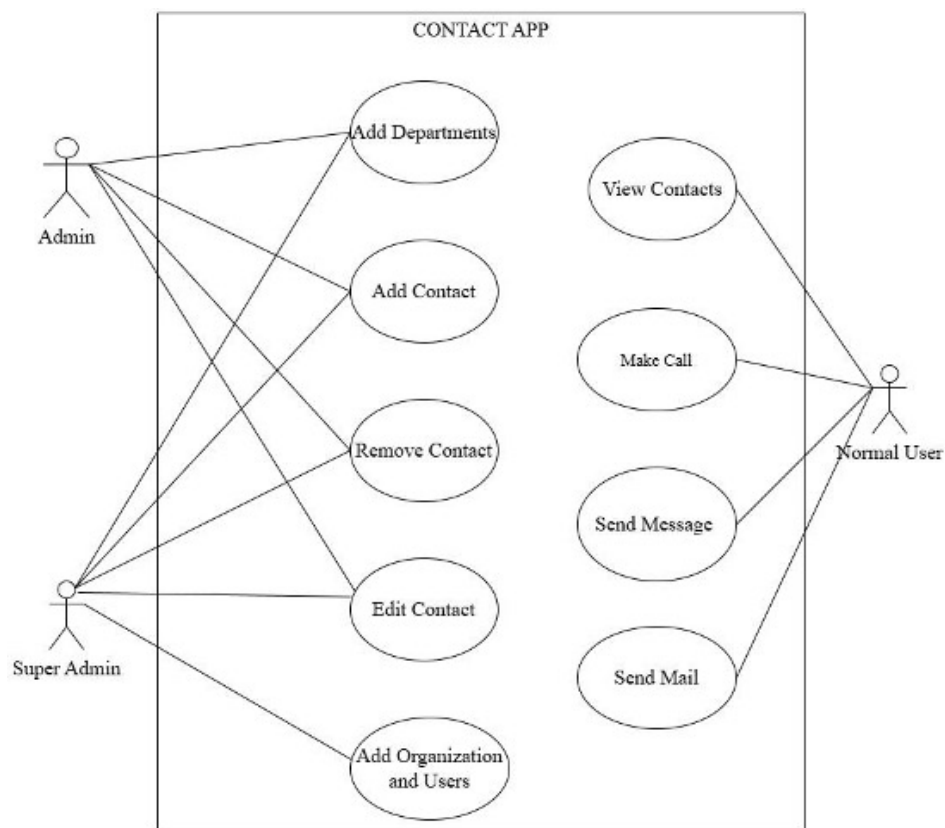 CONTACT APP
Add Departments
Admin
View Contacts
Add Contact
Make Call
Remove Contact
Normal User
Send Message
Edit Contact
Super Admin
Send Mail
Add Organization
and Users